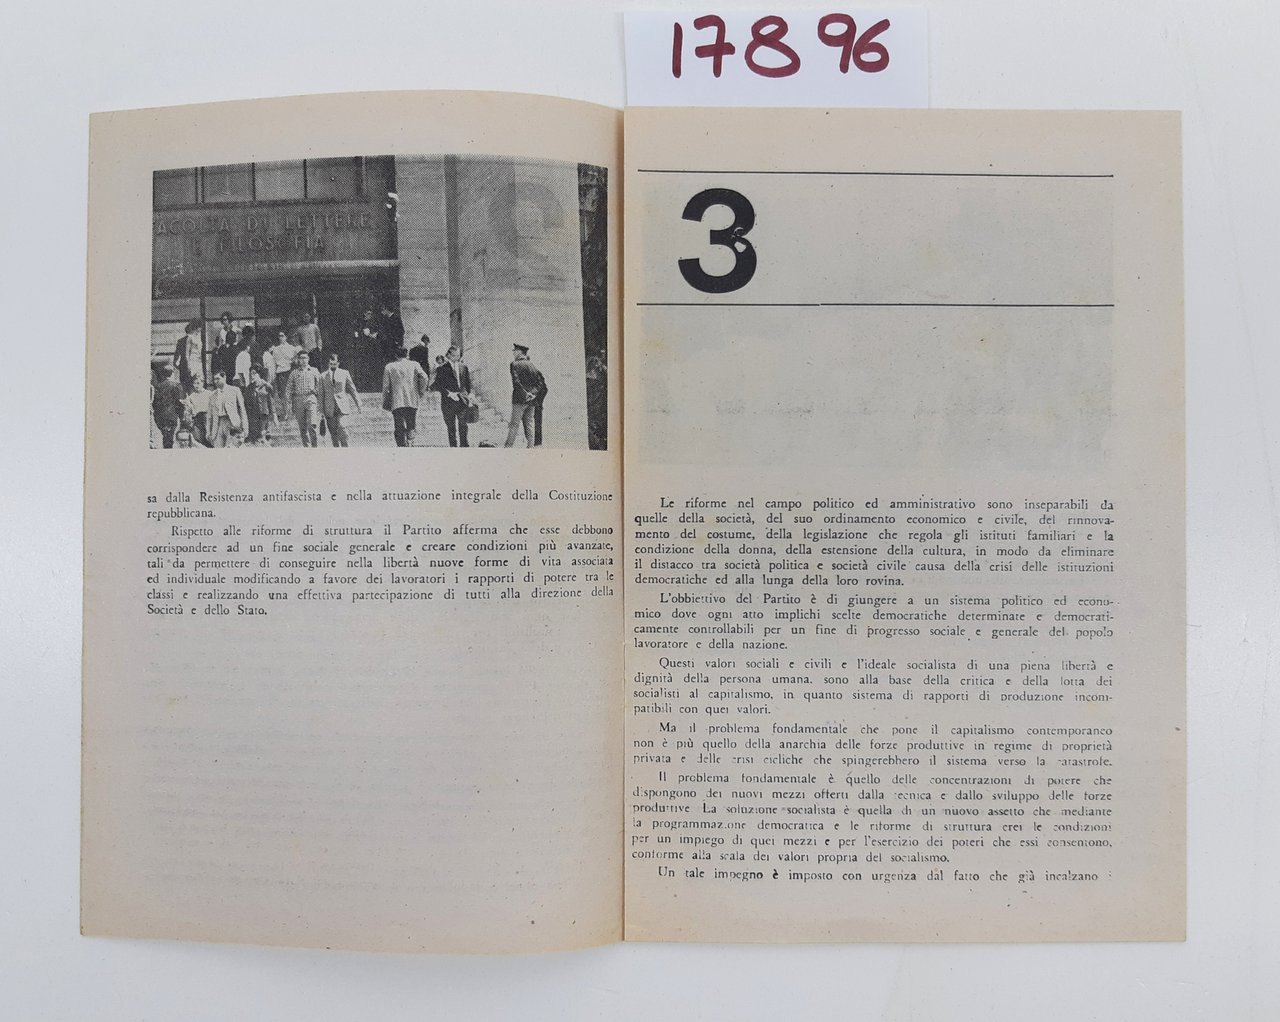 17896
FACOLTA DI LETTERE
E FILOSOFIA
sa dalla Resistenza antifascista e nella attuazione integrale della Costituzione
repubblicana.
Rispetto alle riforme di struttura il Partito afferma che esse debbono
corrispondere ad un fine sociale generale e creare condizioni più avanzate,
tali da permettere di conseguire nella libertà nuove forme di vita associata
ed individuale modificando a favore dei lavoratori i rapporti di potere tra le
classi e realizzando una effettiva partecipazione di tutti alla direzione della
Società e dello Stato.
3
Le riforme nel campo politico ed amministrativo sono inseparabili da
quelle della società, del suo ordinamento economico e civile, del rinnova-
mento del costume, della legislazione che regola gli istituti familiari e la
condizione della donna, della estensione della cultura, in modo da eliminare
il distacco tra società politica e società civile causa della crisi delle istituzioni
democratiche ed alla lunga della loro rovina.
L'obbiettivo del Partito è di giungere a un sistema politico ed econo-
mico dove ogni atto implichi scelte democratiche determinate e democrati-
camente controllabili per un fine di progresso sociale e generale del popolo
lavoratore e della nazione.
Questi valori sociali e civili e l'ideale socialista di una piena libertà e
dignità della persona umana. sono alla base della critica e della lotta dei
socialisti al capitalismo, in quanto sistema di rapporti di produzione incom-
patibili con quei valori.
Ma il problema fondamentale che pone il capitalismo contemporaneo
non è più quello della anarchia delle forze produttive in regime di proprietà
privata e delle crisi cicliche che spingerebbero il sistema verso la catastrofe.
Il problema fondamentale è quello delle concentrazioni di potere che
dispongono dei nuovi mezzi offerti dalla tecnica e dallo sviluppo delle forze
produttive La soluzione socialista è quella di un nuovo assetto che mediante
la programmazione democratica e le riforme di struttura crei le condizioni
per un impiego di quei mezzi e per l'esercizio dei poteri che essi consentono,
conforme alla scala dei valori propria del socialismo.
Un tale impegno è imposto con urgenza dal fatto che già incalzano i